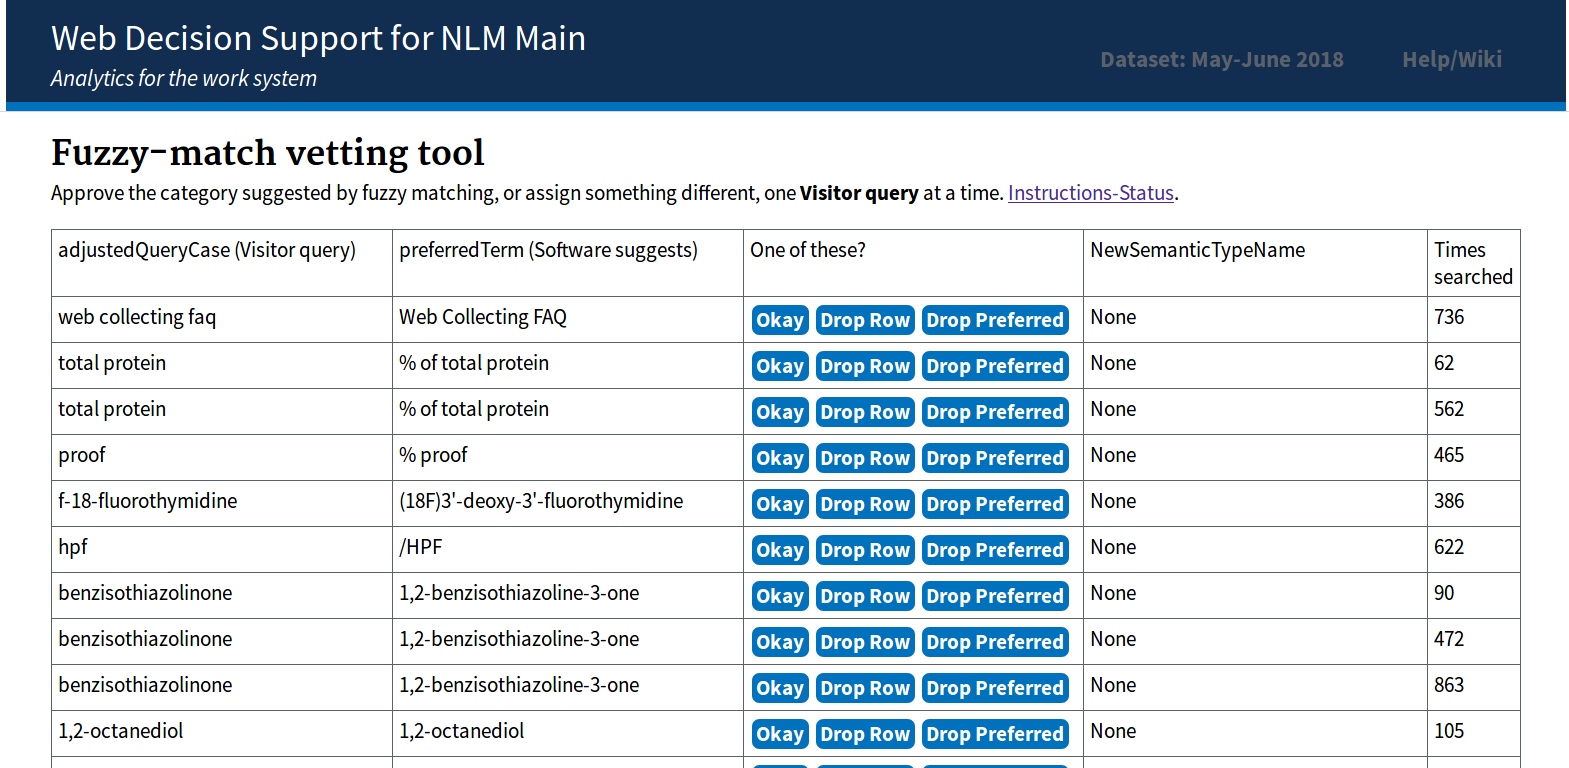 Web Decision Support for NLM Main
Analytics for the work system
Dataset: May-June 2018 Help/Wiki
Fuzzy-match vetting tool
Approve the category suggested by fuzzy matching, or assign something different, one Visitor query at a time. Instructions-Status.
adjustedQueryCase (Visitor query) preferredTerm (Software suggests) One of these? NewSemanticTypeName Times searched
web collecting faq Web Collecting FAQ Okay Drop Row Drop Preferred None 736
total protein % of total protein Okay Drop Row Drop Preferred None 62
total protein % of total protein Okay Drop Row Drop Preferred None 562
proof % proof Okay Drop Row Drop Preferred None 465
f-18-fluorothymidine (18F)3'-deoxy-3'-fluorothymidine Okay Drop Row Drop Preferred None 386
hpf /HPF Okay Drop Row Drop Preferred None 622
benzisothiazolinone 1,2-benzisothiazoline-3-one Okay Drop Row Drop Preferred None 90
benzisothiazolinone 1,2-benzisothiazoline-3-one Okay Drop Row Drop Preferred None 472
benzisothiazolinone 1,2-benzisothiazoline-3-one Okay Drop Row Drop Preferred None 863
1,2-octanediol 1,2-octanediol Okay Drop Row Drop Preferred None 105